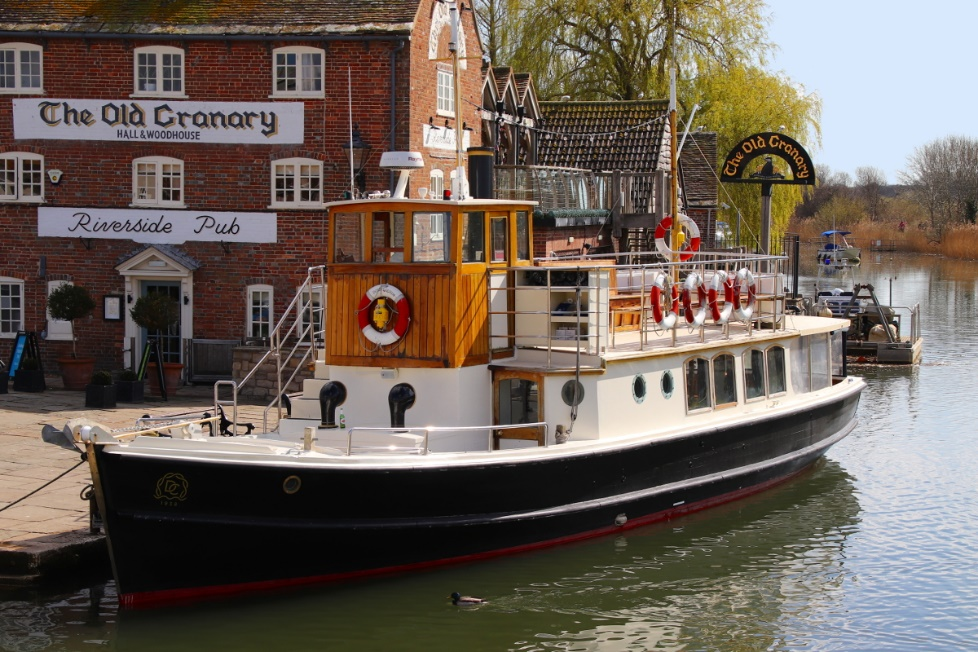 The Old Granary
HALL & WOODHOUSE
Riverside Pub
The Old Granary